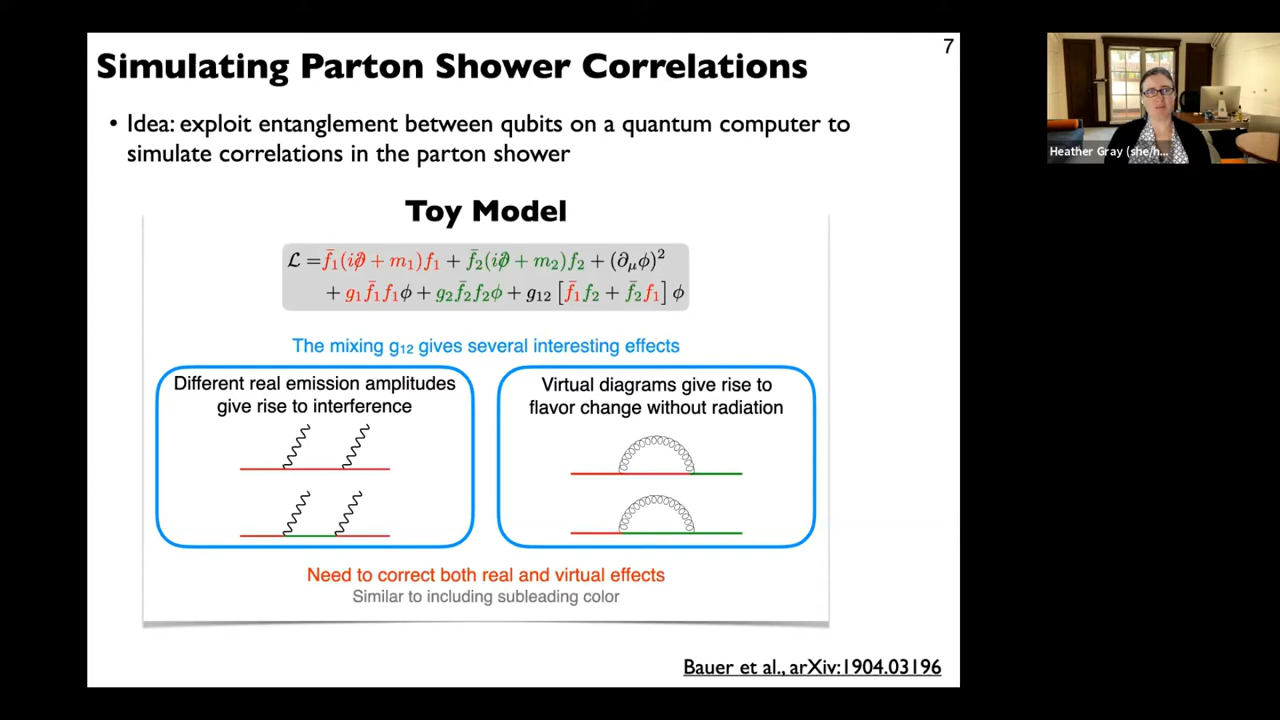 7
Simulating Parton Shower Correlations
• Idea: exploit entanglement between qubits on a quantum computer to
simulate correlations in the parton shower
Toy Model
ℒ = f̄₁(i∂̸ + m₁)f₁ + f̄₂(i∂̸ + m₂)f₂ + (∂_μϕ)²
+ g₁f̄₁f₁ϕ + g₂f̄₂f₂ϕ + g₁₂ [f̄₁f₂ + f̄₂f₁] ϕ
The mixing g₁₂ gives several interesting effects
Different real emission amplitudes
give rise to interference
Virtual diagrams give rise to
flavor change without radiation
Need to correct both real and virtual effects
Similar to including subleading color
Bauer et al., arXiv:1904.03196
Heather Gray (she/h...